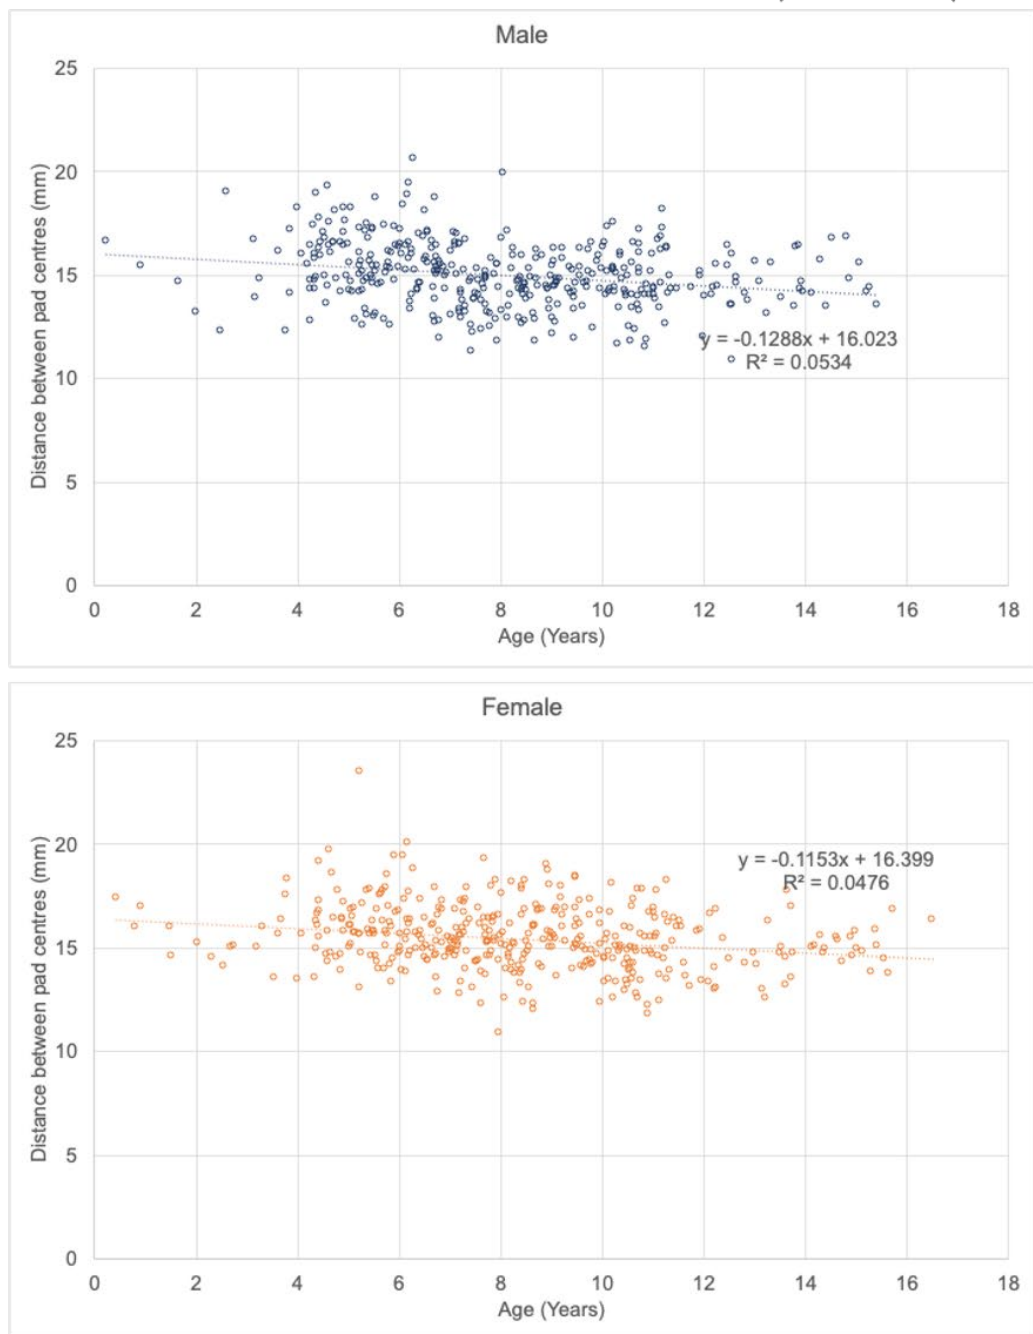 Male
25
20
15
10
5
0
Distance between pad centres (mm)
y = -0.1288x + 16.023
R² = 0.0534
0 2 4 6 8 10 12 14 16 18
Age (Years)
Female
25
20
15
10
5
0
Distance between pad centres (mm)
y = -0.1153x + 16.399
R² = 0.0476
0 2 4 6 8 10 12 14 16 18
Age (Years)